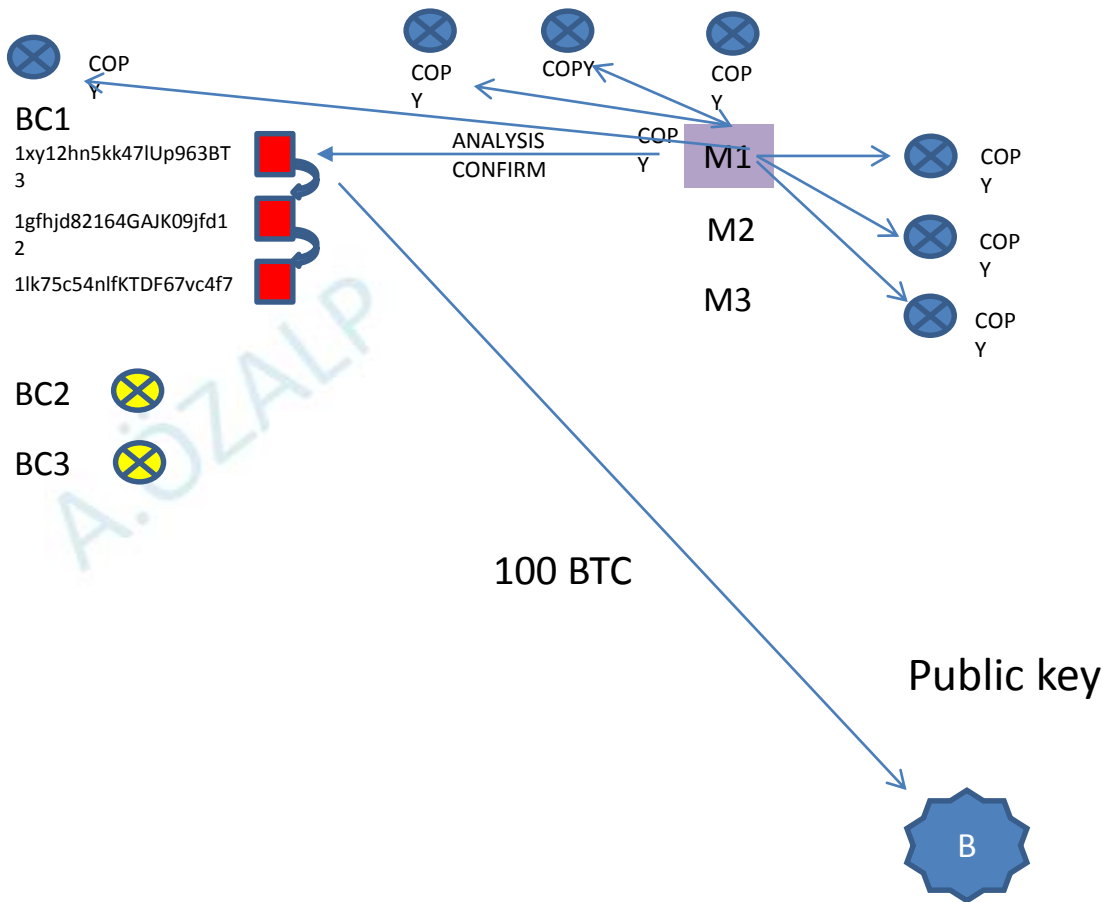 COP
Y
COP
Y
COPY
COP
Y
BC1
1xy12hn5kk47lUp963BT
3
ANALYSIS
CONFIRM
COP
Y
M1
COP
Y
1gfhjd82164GAJK09jfd1
2
M2
COP
Y
1lk75c54nlfKTDF67vc4f7
M3
COP
Y
BC2
BC3
A.ÖZALP
100 BTC
Public key
B